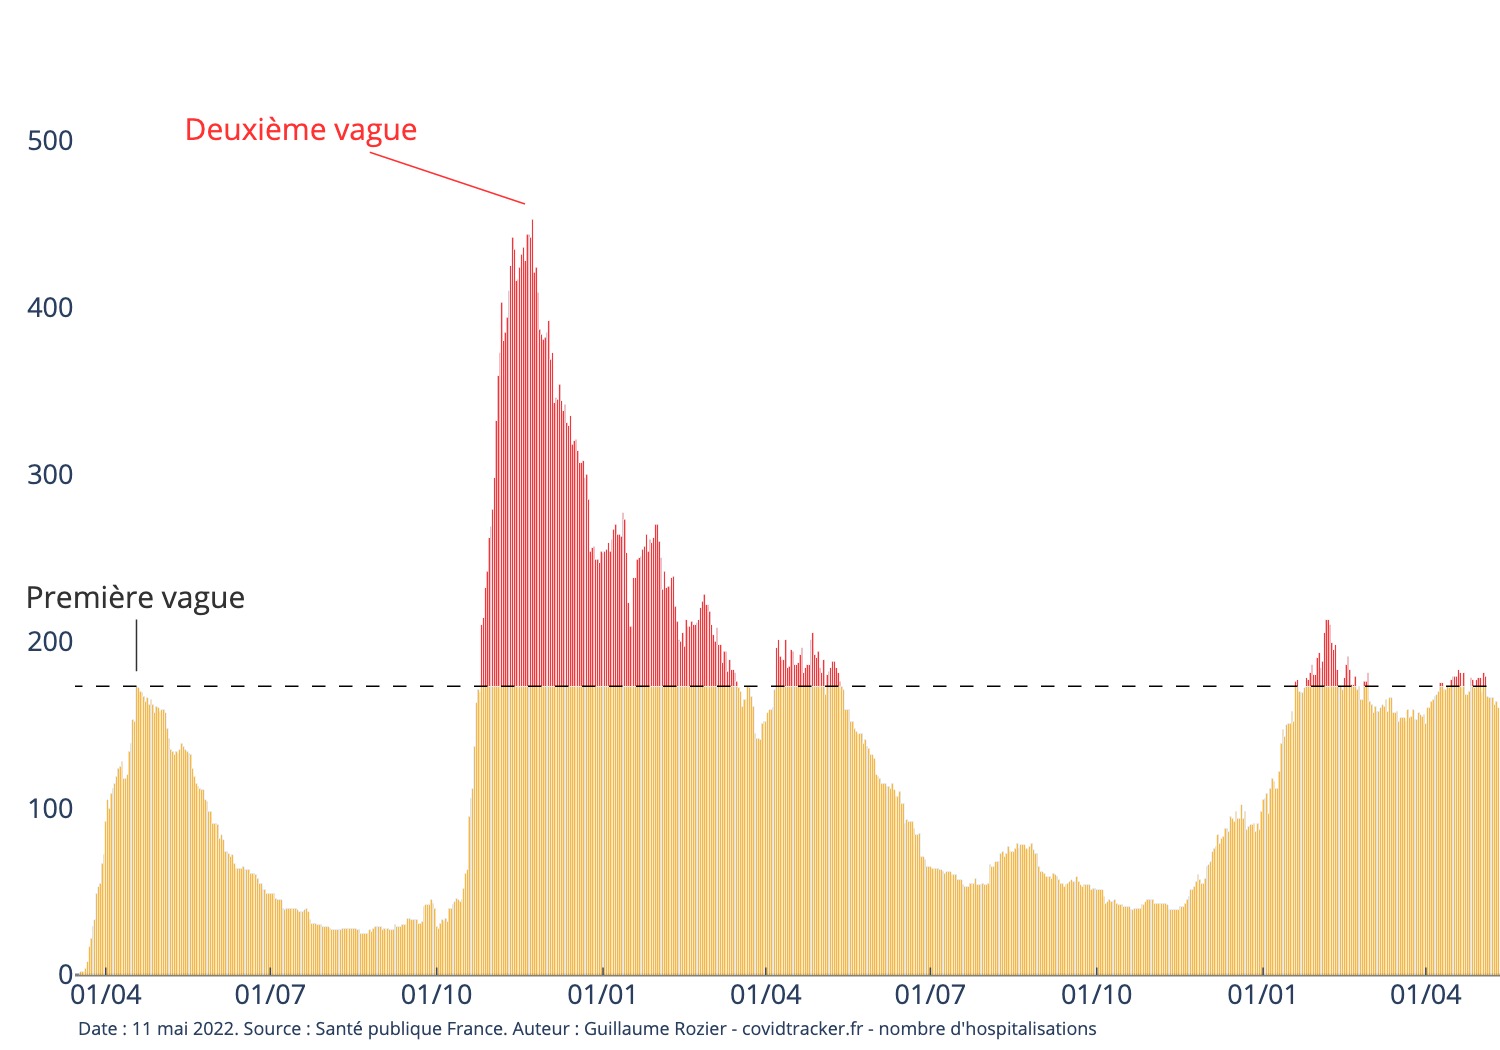 Deuxième vague
500
400
300
Première vague
200
100
0
01/04 01/07 01/10 01/01 01/04 01/07 01/10 01/01 01/04
Date : 11 mai 2022. Source : Santé publique France. Auteur : Guillaume Rozier - covidtracker.fr - nombre d'hospitalisations